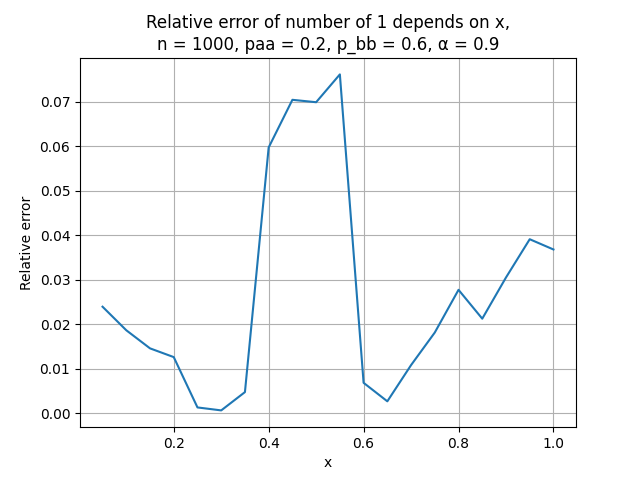 Relative error of number of 1 depends on x,
n = 1000, paa = 0.2, p_bb = 0.6, α = 0.9
0.07
0.06
0.05
0.04
0.03
0.02
0.01
0.00
Relative error
0.2 0.4 0.6 0.8 1.0
x